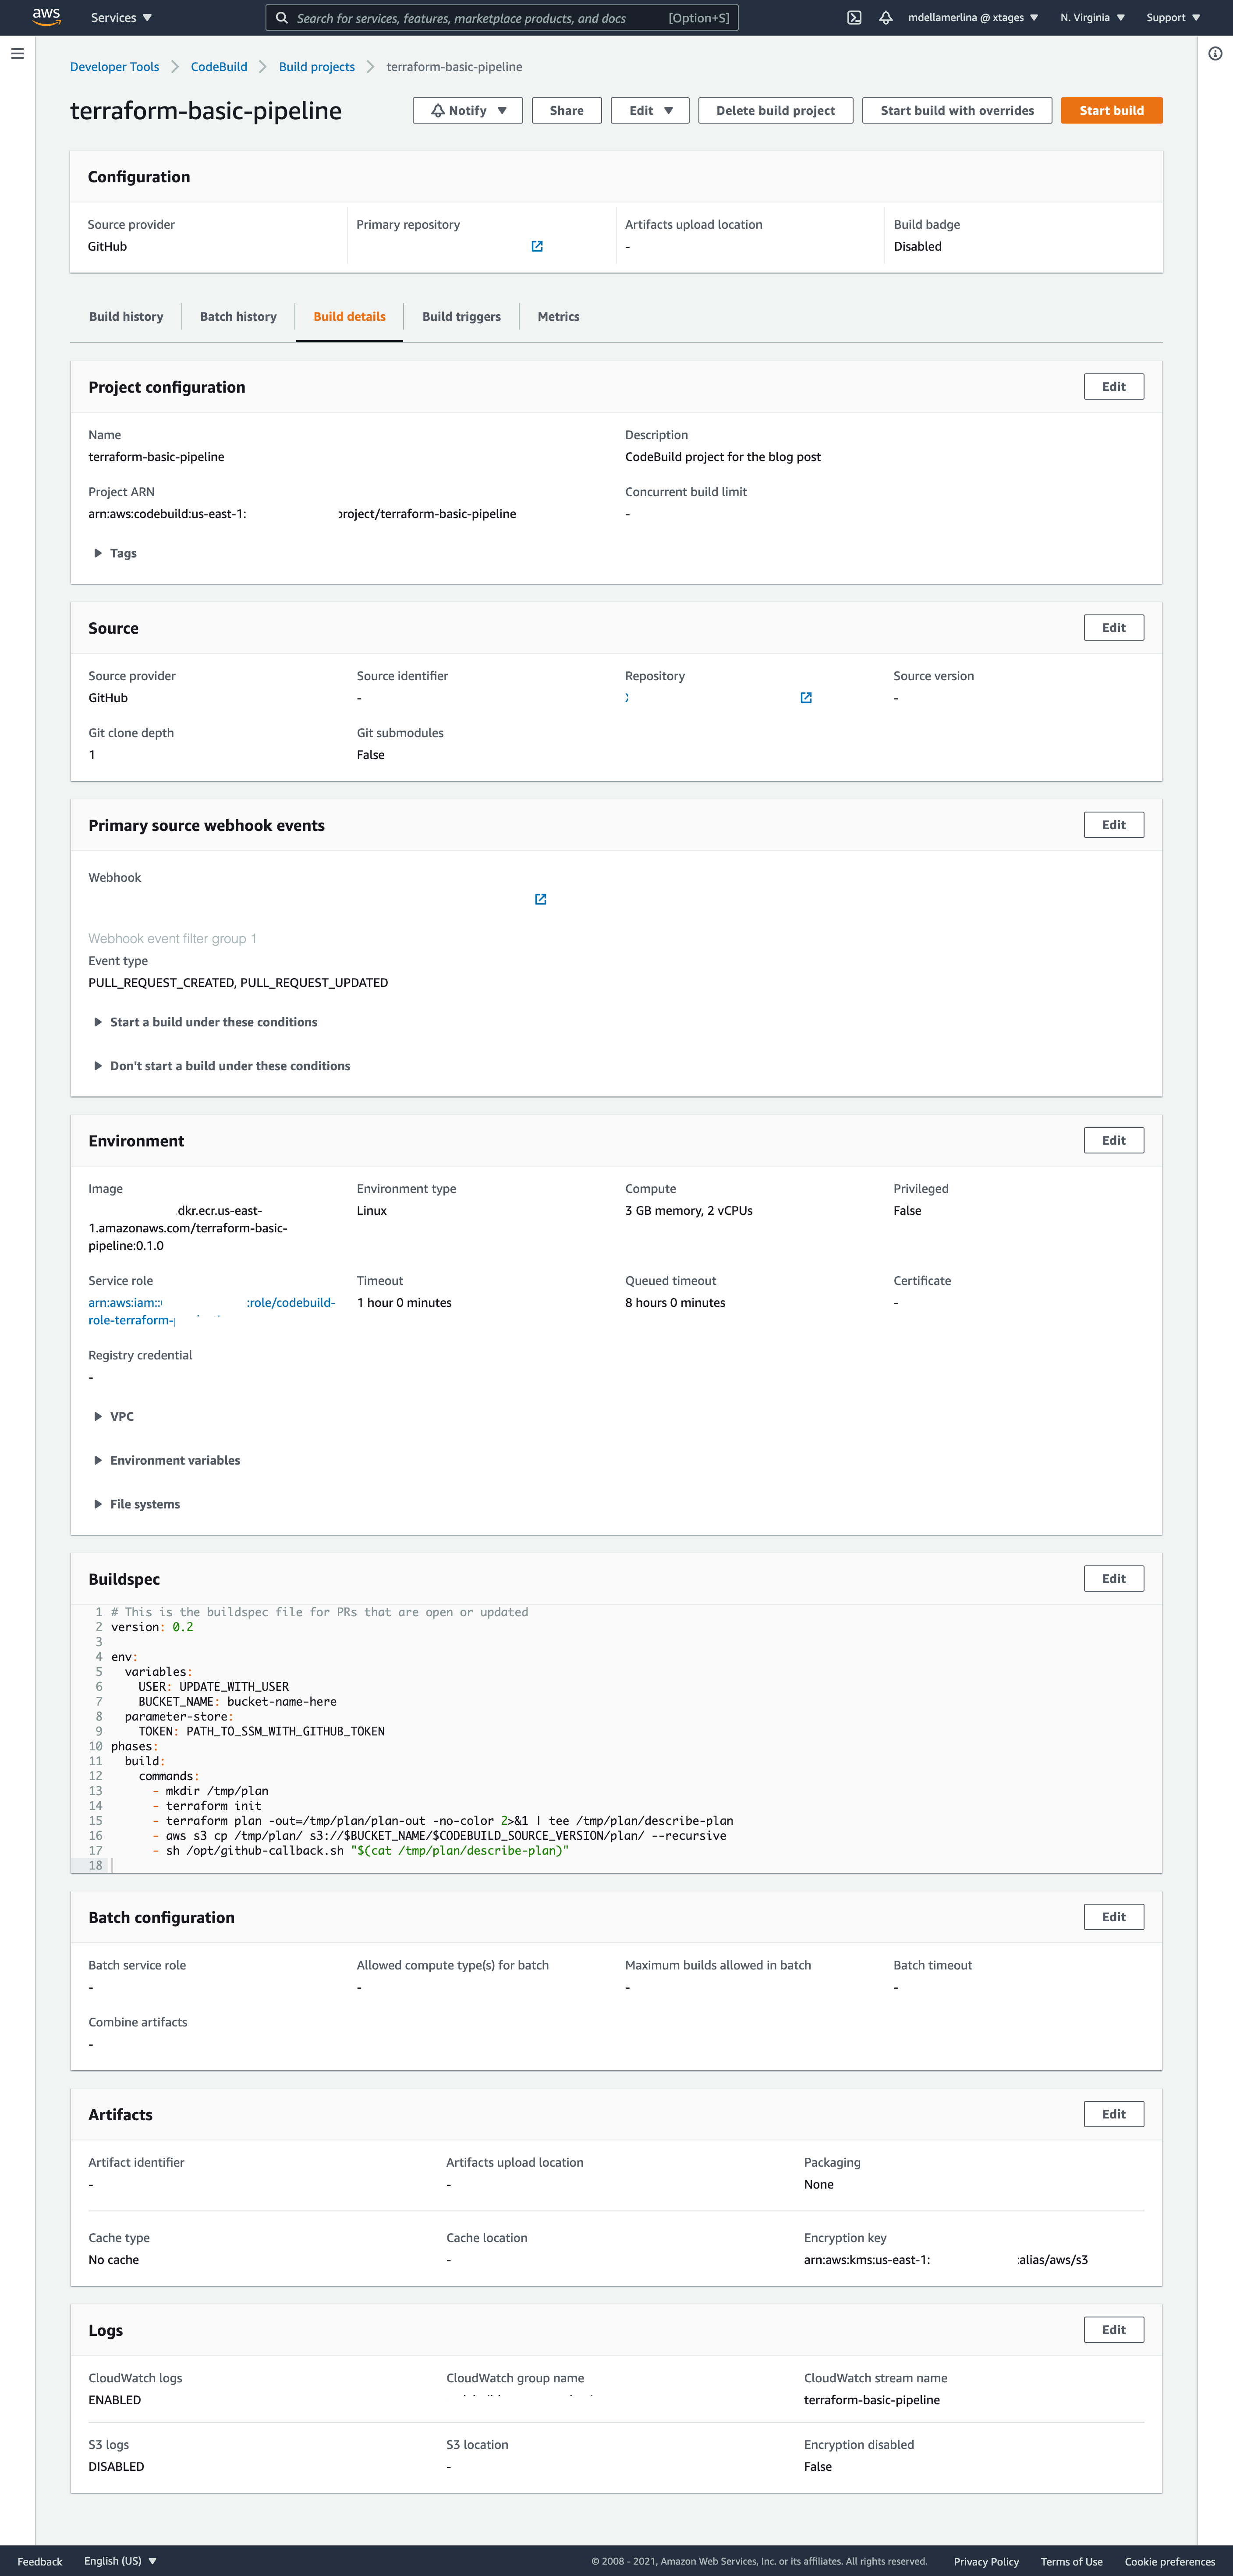 aws Services Search for services, features, marketplace products, and docs [Option+S] mdellamerlina @ xtages N. Virginia Support
Developer Tools CodeBuild Build projects terraform-basic-pipeline
terraform-basic-pipeline Notify Share Edit Delete build project Start build with overrides Start build
Configuration
Source provider Primary repository Artifacts upload location Build badge
GitHub - Disabled
Build history Batch history Build details Build triggers Metrics
Project configuration Edit
Name Description
terraform-basic-pipeline CodeBuild project for the blog post
Project ARN Concurrent build limit
arn:aws:codebuild:us-east-1: project/terraform-basic-pipeline -
Tags
Source Edit
Source provider Source identifier Repository Source version
GitHub - -
Git clone depth Git submodules
1 False
Primary source webhook events Edit
Webhook
Webhook event filter group 1
Event type
PULL_REQUEST_CREATED, PULL_REQUEST_UPDATED
Start a build under these conditions
Don't start a build under these conditions
Environment Edit
Image Environment type Compute Privileged
.dkr.ecr.us-east- Linux 3 GB memory, 2 vCPUs False
1.amazonaws.com/terraform-basic-
pipeline:0.1.0
Service role Timeout Queued timeout Certificate
arn:aws:iam:: :role/codebuild- 1 hour 0 minutes 8 hours 0 minutes -
role-terraform-
Registry credential
-
VPC
Environment variables
File systems
Buildspec Edit
1 # This is the buildspec file for PRs that are open or updated
2 version: 0.2
3
4 env:
5 variables:
6 USER: UPDATE_WITH_USER
7 BUCKET_NAME: bucket-name-here
8 parameter-store:
9 TOKEN: PATH_TO_SSM_WITH_GITHUB_TOKEN
10 phases:
11 build:
12 commands:
13 - mkdir /tmp/plan
14 - terraform init
15 - terraform plan -out=/tmp/plan/plan-out -no-color 2>&1 | tee /tmp/plan/describe-plan
16 - aws s3 cp /tmp/plan/ s3://$BUCKET_NAME/$CODEBUILD_SOURCE_VERSION/plan/ --recursive
17 - sh /opt/github-callback.sh "$(cat /tmp/plan/describe-plan)"
18
Batch configuration Edit
Batch service role Allowed compute type(s) for batch Maximum builds allowed in batch Batch timeout
- - - -
Combine artifacts
-
Artifacts Edit
Artifact identifier Artifacts upload location Packaging
- - None
Cache type Cache location Encryption key
No cache - arn:aws:kms:us-east-1: :alias/aws/s3
Logs Edit
CloudWatch logs CloudWatch group name CloudWatch stream name
ENABLED terraform-basic-pipeline
S3 logs S3 location Encryption disabled
DISABLED - False
Feedback English (US) © 2008 - 2021, Amazon Web Services, Inc. or its affiliates. All rights reserved. Privacy Policy Terms of Use Cookie preferences